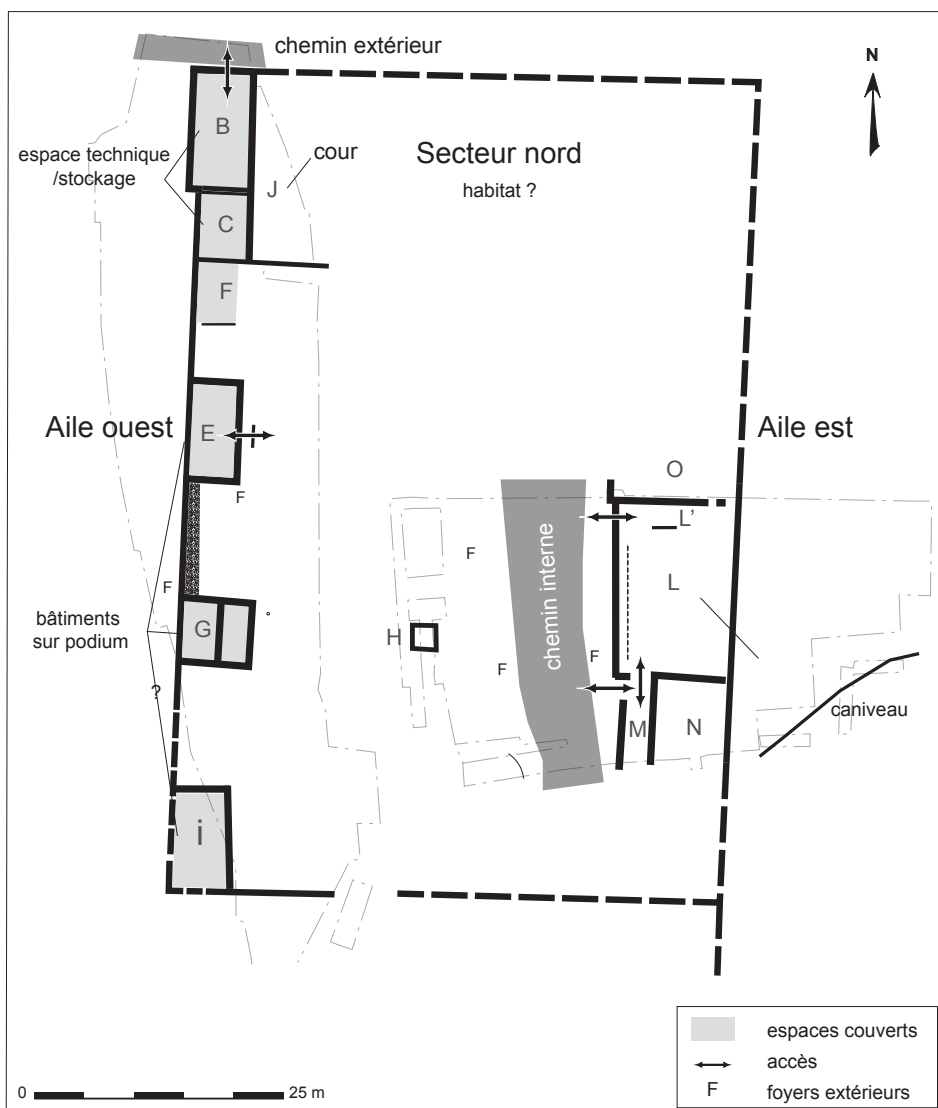 chemin extérieur
N
B
espace technique
/stockage
cour
Secteur nord
habitat ?
J
C
F
Aile ouest
E
Aile est
F
O
L'
F
chemin interne
L
F
bâtiments
sur podium
G
H
F
F
?
M
N
caniveau
i
espaces couverts
accès
F
foyers extérieurs
0
25 m